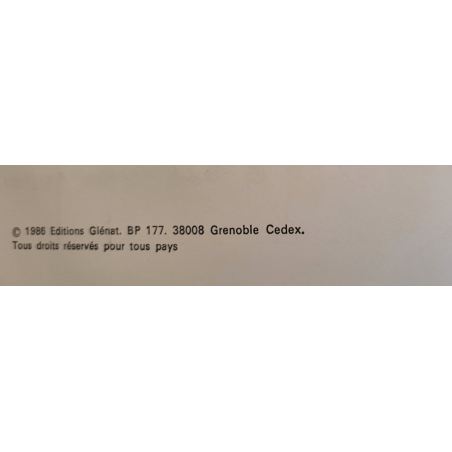 © 1986 Editions Glénat. BP 177. 38008 Grenoble Cedex.
Tous droits réservés pour tous pays